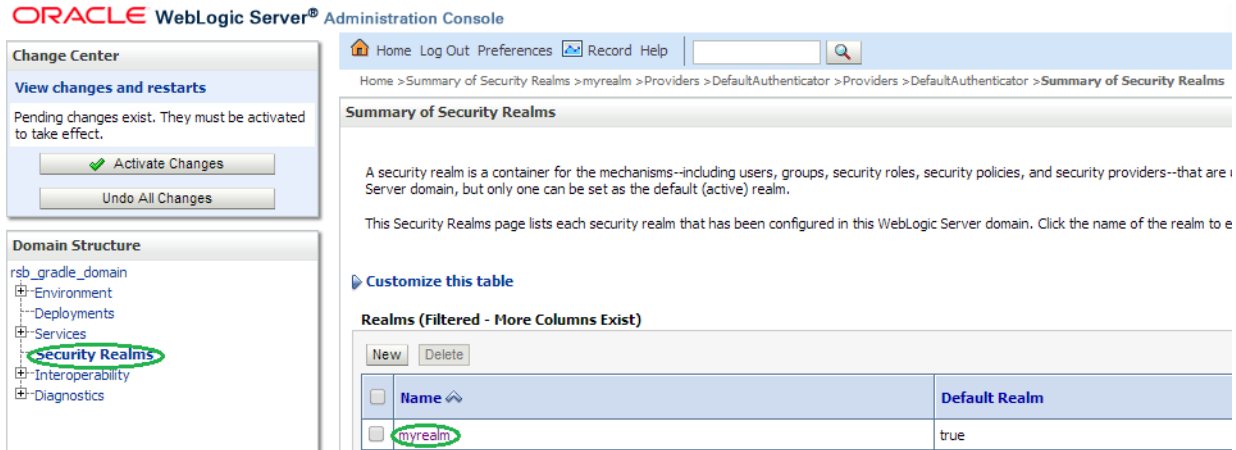 ORACLE WebLogic Server® Administration Console
Change Center
View changes and restarts
Pending changes exist. They must be activated
to take effect.
Activate Changes
Undo All Changes
Domain Structure
rsb_gradle_domain
Environment
Deployments
Services
Security Realms
Interoperability
Diagnostics
Home Log Out Preferences Record Help
Home >Summary of Security Realms >myrealm >Providers >DefaultAuthenticator >Providers >DefaultAuthenticator >Summary of Security Realms
Summary of Security Realms
A security realm is a container for the mechanisms--including users, groups, security roles, security policies, and security providers--that are
Server domain, but only one can be set as the default (active) realm.
This Security Realms page lists each security realm that has been configured in this WebLogic Server domain. Click the name of the realm to e
Customize this table
Realms (Filtered - More Columns Exist)
New Delete
Name Default Realm
myrealm true